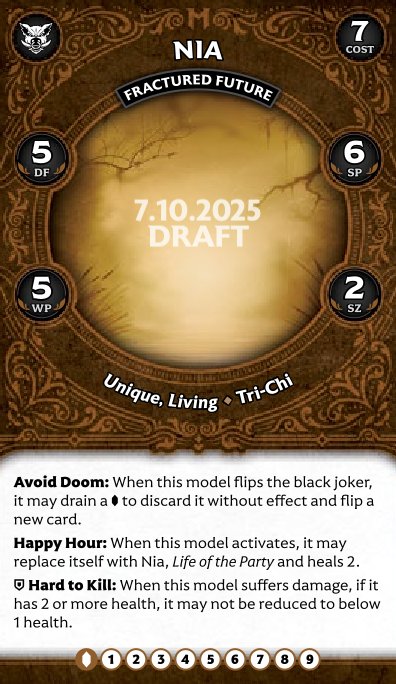 NIA
7
COST
FRACTURED FUTURE
5
DF
6
SP
7.10.2025
DRAFT
5
WP
2
SZ
Unique, Living ◆ Tri-Chi
Avoid Doom: When this model flips the black joker,
it may drain a to discard it without effect and flip a
new card.
Happy Hour: When this model activates, it may
replace itself with Nia, Life of the Party and heals 2.
Hard to Kill: When this model suffers damage, if it
has 2 or more health, it may not be reduced to below
1 health.
1 2 3 4 5 6 7 8 9